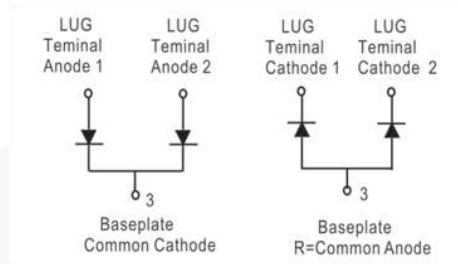 LUG
Teminal
Anode 1
LUG
Teminal
Anode 2
3
Baseplate
Common Cathode
LUG
Teminal
Cathode 1
LUG
Teminal
Cathode 2
3
Baseplate
R=Common Anode